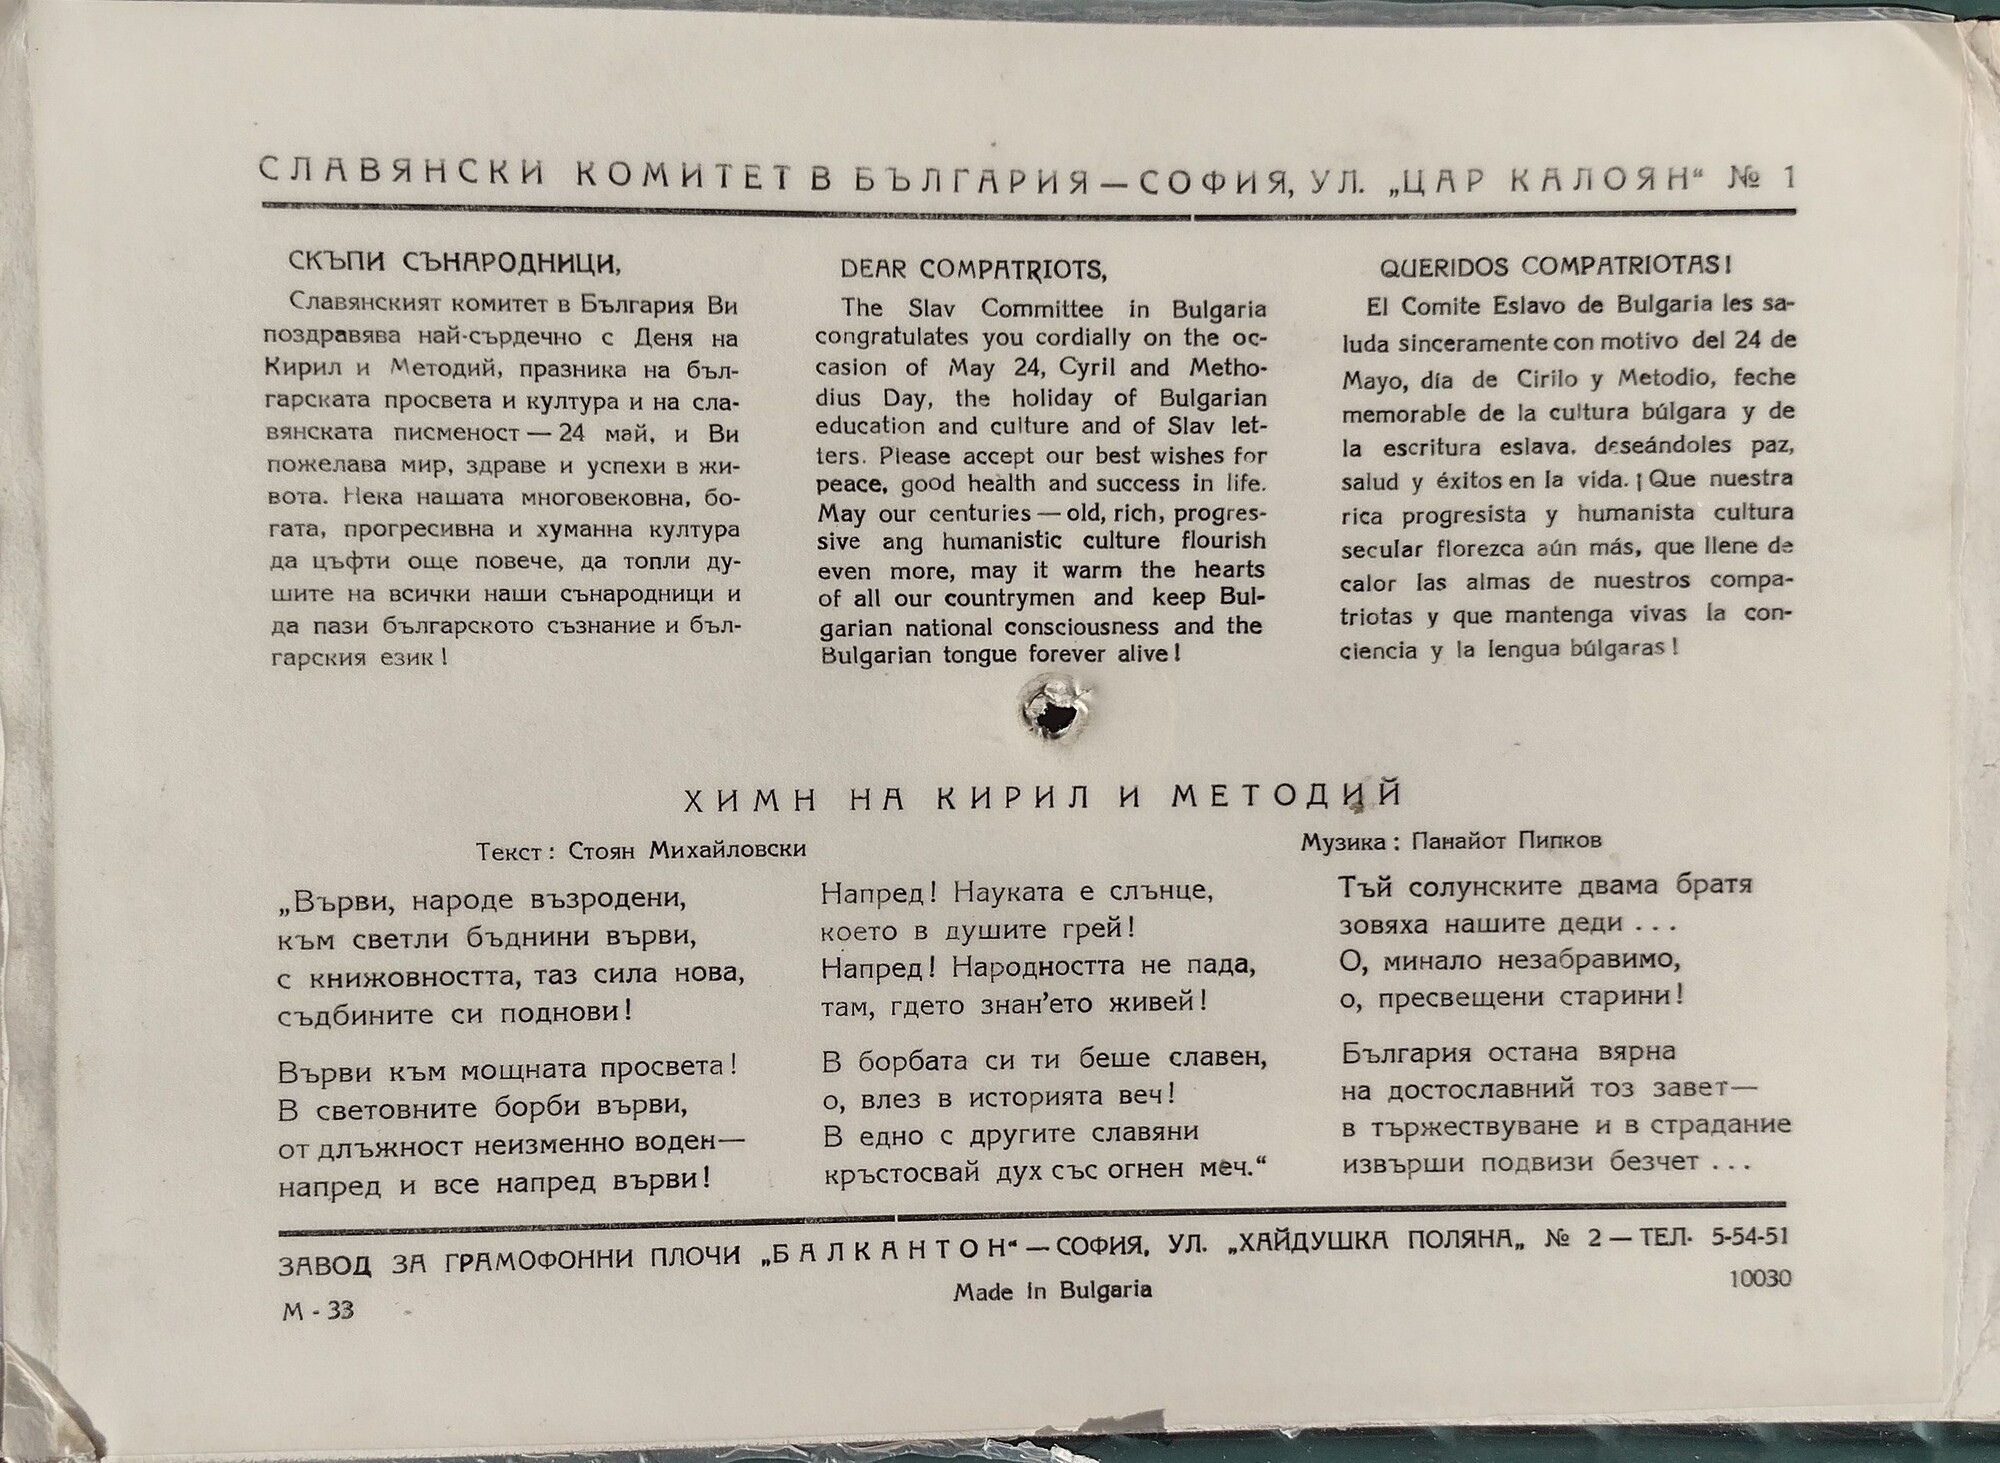 СЛАВЯНСКИ КОМИТЕТ В БЪЛГАРИЯ — СОФИЯ, УЛ. „ЦАР КАЛОЯН“ № 1
СКЪПИ СЪНАРОДНИЦИ,
Славянският комитет в България Ви
поздравява най-сърдечно с Деня на
Кирил и Методий, празника на бъл-
гарската просвета и култура и на сла-
вянската писменост — 24 май, и Ви
пожелава мир, здраве и успехи в жи-
вота. Нека нашата многовековна, бо-
гата, прогресивна и хуманна култура
да цъфти още повече, да топли ду-
шите на всички наши сънародници и
да пази българското съзнание и бъл-
гарския език !
DEAR COMPATRIOTS,
The Slav Committee in Bulgaria
congratulates you cordially on the oc-
casion of May 24, Cyril and Metho-
dius Day, the holiday of Bulgarian
education and culture and of Slav let-
ters. Please accept our best wishes for
peace, good health and success in life.
May our centuries — old, rich, progres-
sive ang humanistic culture flourish
even more, may it warm the hearts
of all our countrymen and keep Bul-
garian national consciousness and the
Bulgarian tongue forever alive !
QUERIDOS COMPATRIOTAS !
El Comite Eslavo de Bulgaria les sa-
luda sinceramente con motivo del 24 de
Mayo, día de Cirilo y Metodio, feche
memorable de la cultura búlgara y de
la escritura eslava. deseándoles paz,
salud y éxitos en la vida. ¡ Que nuestra
rica progresista y humanista cultura
secular florezca aún más, que llene de
calor las almas de nuestros compa-
triotas y que mantenga vivas la con-
ciencia y la lengua búlgaras !
ХИМН НА КИРИЛ И МЕТОДИЙ
Текст : Стоян Михайловски
Музика : Панайот Пипков
„Върви, народе възродени,
към светли бъднини върви,
с книжовността, таз сила нова,
съдбините си поднови !
Върви към мощната просвета !
В световните борби върви,
от длъжност неизменно воден—
напред и все напред върви !
Напред ! Науката е слънце,
което в душите грей !
Напред ! Народността не пада,
там, гдето знан’ето живей !
В борбата си ти беше славен,
о, влез в историята веч !
В едно с другите славяни
кръстосвай дух със огнен меч.“
Тъй солунските двама братя
зовяха нашите деди . . .
О, минало незабравимо,
о, пресвещени старини !
България остана вярна
на достославний тоз завет—
в тържествуване и в страдание
извърши подвизи безчет . . .
ЗАВОД ЗА ГРАМОФОННИ ПЛОЧИ „БАЛКАНТОН“ — СОФИЯ, УЛ. „ХАЙДУШКА ПОЛЯНА„ № 2 — ТЕЛ. 5-54-51
Made in Bulgaria
10030
М - 33